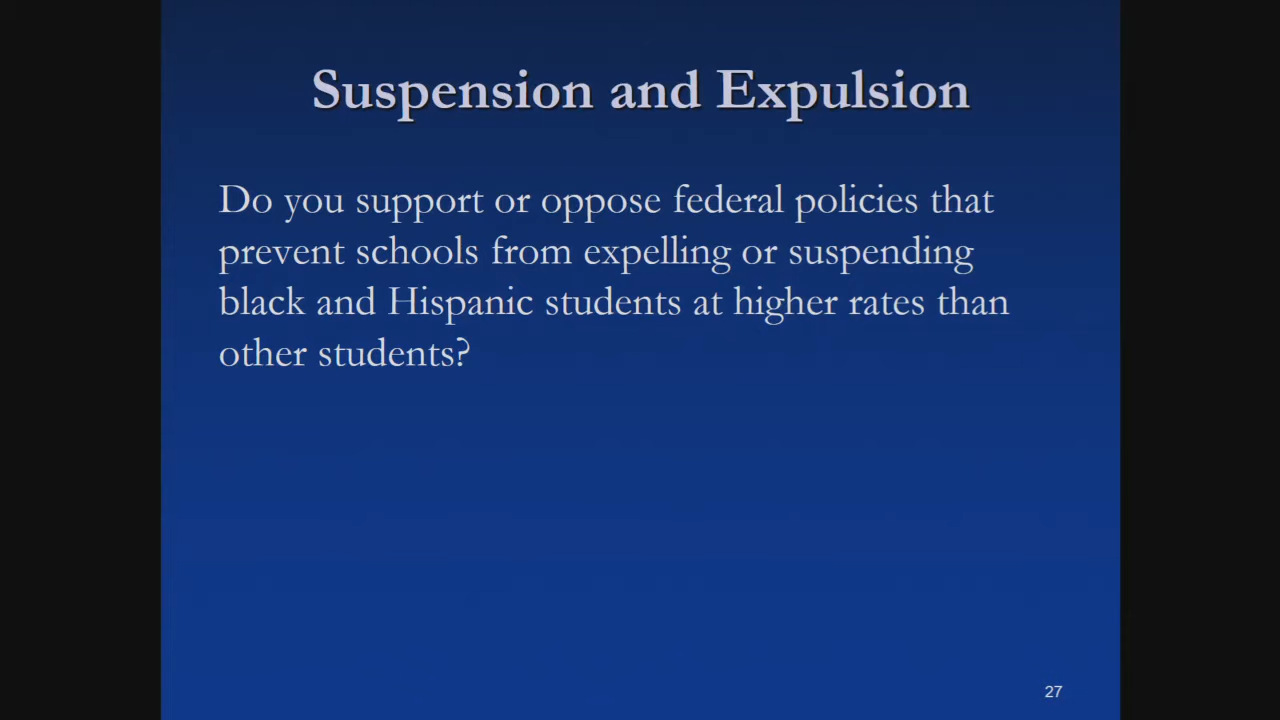 Suspension and Expulsion
Do you support or oppose federal policies that
prevent schools from expelling or suspending
black and Hispanic students at higher rates than
other students?
27